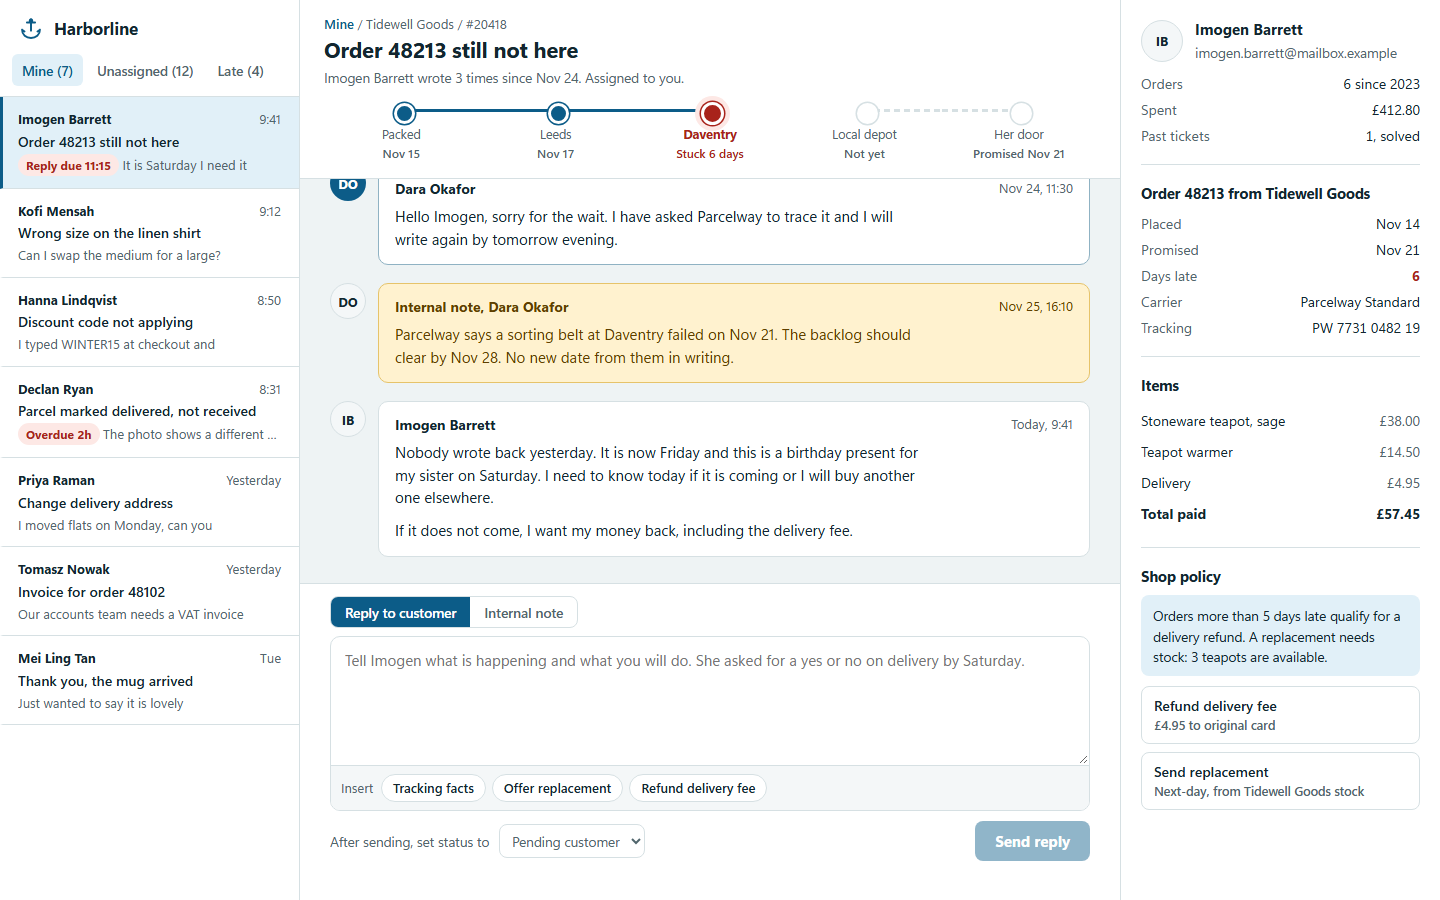 Harborline
Mine (7)
Unassigned (12)
Late (4)
Imogen Barrett
9:41
Order 48213 still not here
Reply due 11:15
It is Saturday I need it
Kofi Mensah
9:12
Wrong size on the linen shirt
Can I swap the medium for a large?
Hanna Lindqvist
8:50
Discount code not applying
I typed WINTER15 at checkout and
Declan Ryan
8:31
Parcel marked delivered, not received
Overdue 2h
The photo shows a different ...
Priya Raman
Yesterday
Change delivery address
I moved flats on Monday, can you
Tomasz Nowak
Yesterday
Invoice for order 48102
Our accounts team needs a VAT invoice
Mei Ling Tan
Tue
Thank you, the mug arrived
Just wanted to say it is lovely
Mine / Tidewell Goods / #20418
Order 48213 still not here
Imogen Barrett wrote 3 times since Nov 24. Assigned to you.
Packed
Nov 15
Leeds
Nov 17
Daventry
Stuck 6 days
Local depot
Not yet
Her door
Promised Nov 21
DO
Dara Okafor
Nov 24, 11:30
Hello Imogen, sorry for the wait. I have asked Parcelway to trace it and I will
write again by tomorrow evening.
DO
Internal note, Dara Okafor
Nov 25, 16:10
Parcelway says a sorting belt at Daventry failed on Nov 21. The backlog should
clear by Nov 28. No new date from them in writing.
IB
Imogen Barrett
Today, 9:41
Nobody wrote back yesterday. It is now Friday and this is a birthday present for
my sister on Saturday. I need to know today if it is coming or I will buy another
one elsewhere.
If it does not come, I want my money back, including the delivery fee.
Reply to customer
Internal note
Tell Imogen what is happening and what you will do. She asked for a yes or no on delivery by Saturday.
Insert
Tracking facts
Offer replacement
Refund delivery fee
After sending, set status to
Pending customer
Send reply
IB
Imogen Barrett
imogen.barrett@mailbox.example
Orders
6 since 2023
Spent
£412.80
Past tickets
1, solved
Order 48213 from Tidewell Goods
Placed
Nov 14
Promised
Nov 21
Days late
6
Carrier
Parcelway Standard
Tracking
PW 7731 0482 19
Items
Stoneware teapot, sage
£38.00
Teapot warmer
£14.50
Delivery
£4.95
Total paid
£57.45
Shop policy
Orders more than 5 days late qualify for a
delivery refund. A replacement needs
stock: 3 teapots are available.
Refund delivery fee
£4.95 to original card
Send replacement
Next-day, from Tidewell Goods stock